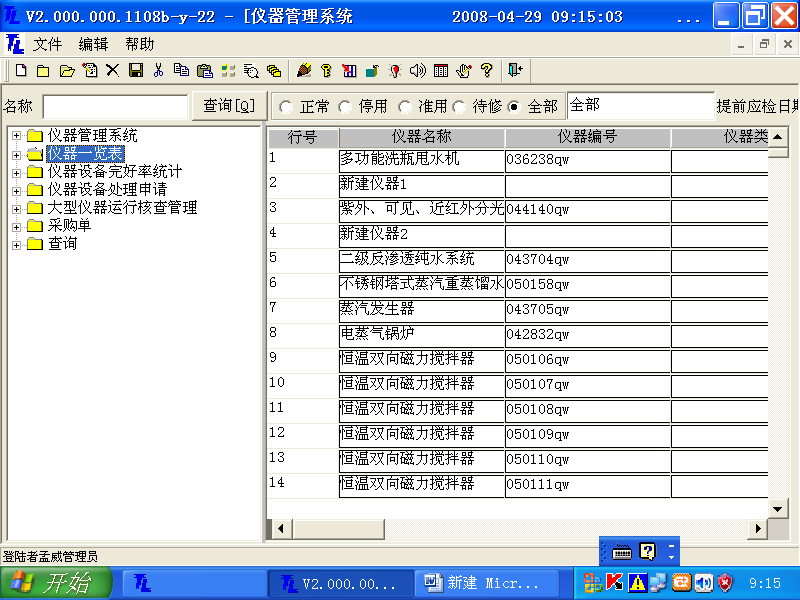 V2.000.000.1108b-y-22 - [仪器管理系统 2008-04-29 09:15:03 ...
文件 编辑 帮助
名称 查询[Q] 正常 停用 准用 待修 全部 全部 提前应检日期
仪器管理系统
仪器一览表
仪器设备完好率统计
仪器设备处理申请
大型仪器运行核查管理
采购单
查询
行号 仪器名称 仪器编号 仪器类
1 多功能洗瓶甩水机 036238qw
2 新建仪器1
3 紫外、可见、近红外分光 044140qw
4 新建仪器2
5 二级反渗透纯水系统 043704qw
6 不锈钢塔式蒸汽重蒸馏水 050158qw
7 蒸汽发生器 043705qw
8 电蒸气锅炉 042832qw
9 恒温双向磁力搅拌器 050106qw
10 恒温双向磁力搅拌器 050107qw
11 恒温双向磁力搅拌器 050108qw
12 恒温双向磁力搅拌器 050109qw
13 恒温双向磁力搅拌器 050110qw
14 恒温双向磁力搅拌器 050111qw
登陆者孟威管理员
开始 V2.000.00... 新建 Micr... 9:15